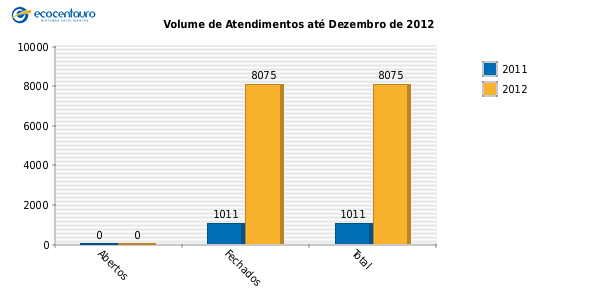 ecocentauro
Volume de Atendimentos até Dezembro de 2012
10000
8000
6000
4000
2000
0
0
0
1011
8075
1011
8075
Abertos
Fechados
Total
2011
2012